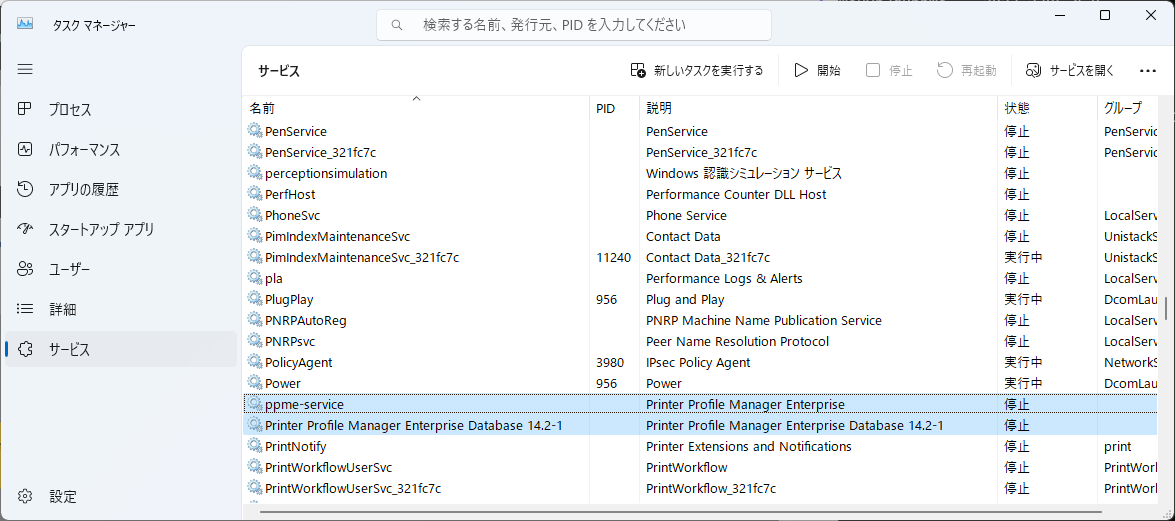 タスク マネージャー
検索する名前、発行元、PID を入力してください
サービス
新しいタスクを実行する 開始 停止 再起動 サービスを開く
プロセス
パフォーマンス
アプリの履歴
スタートアップ アプリ
ユーザー
詳細
サービス
設定
名前 PID 説明 状態 グループ
PenService PenService 停止 PenServic
PenService_321fc7c PenService_321fc7c 停止 PenServic
perceptionsimulation Windows 認識シミュレーション サービス 停止
PerfHost Performance Counter DLL Host 停止
PhoneSvc Phone Service 停止 LocalServ
PimIndexMaintenanceSvc Contact Data 停止 UnistackS
PimIndexMaintenanceSvc_321fc7c 11240 Contact Data_321fc7c 実行中 UnistackS
pla Performance Logs & Alerts 停止 LocalServ
PlugPlay 956 Plug and Play 実行中 DcomLau
PNRPAutoReg PNRP Machine Name Publication Service 停止 LocalServ
PNRPsvc Peer Name Resolution Protocol 停止 LocalServ
PolicyAgent 3980 IPsec Policy Agent 実行中 NetworkS
Power 956 Power 実行中 DcomLau
ppme-service Printer Profile Manager Enterprise 停止
Printer Profile Manager Enterprise Database 14.2-1 Printer Profile Manager Enterprise Database 14.2-1 停止
PrintNotify Printer Extensions and Notifications 停止 print
PrintWorkflowUserSvc PrintWorkflow 停止 PrintWorl
PrintWorkflowUserSvc_321fc7c PrintWorkflow_321fc7c 停止 PrintWorl